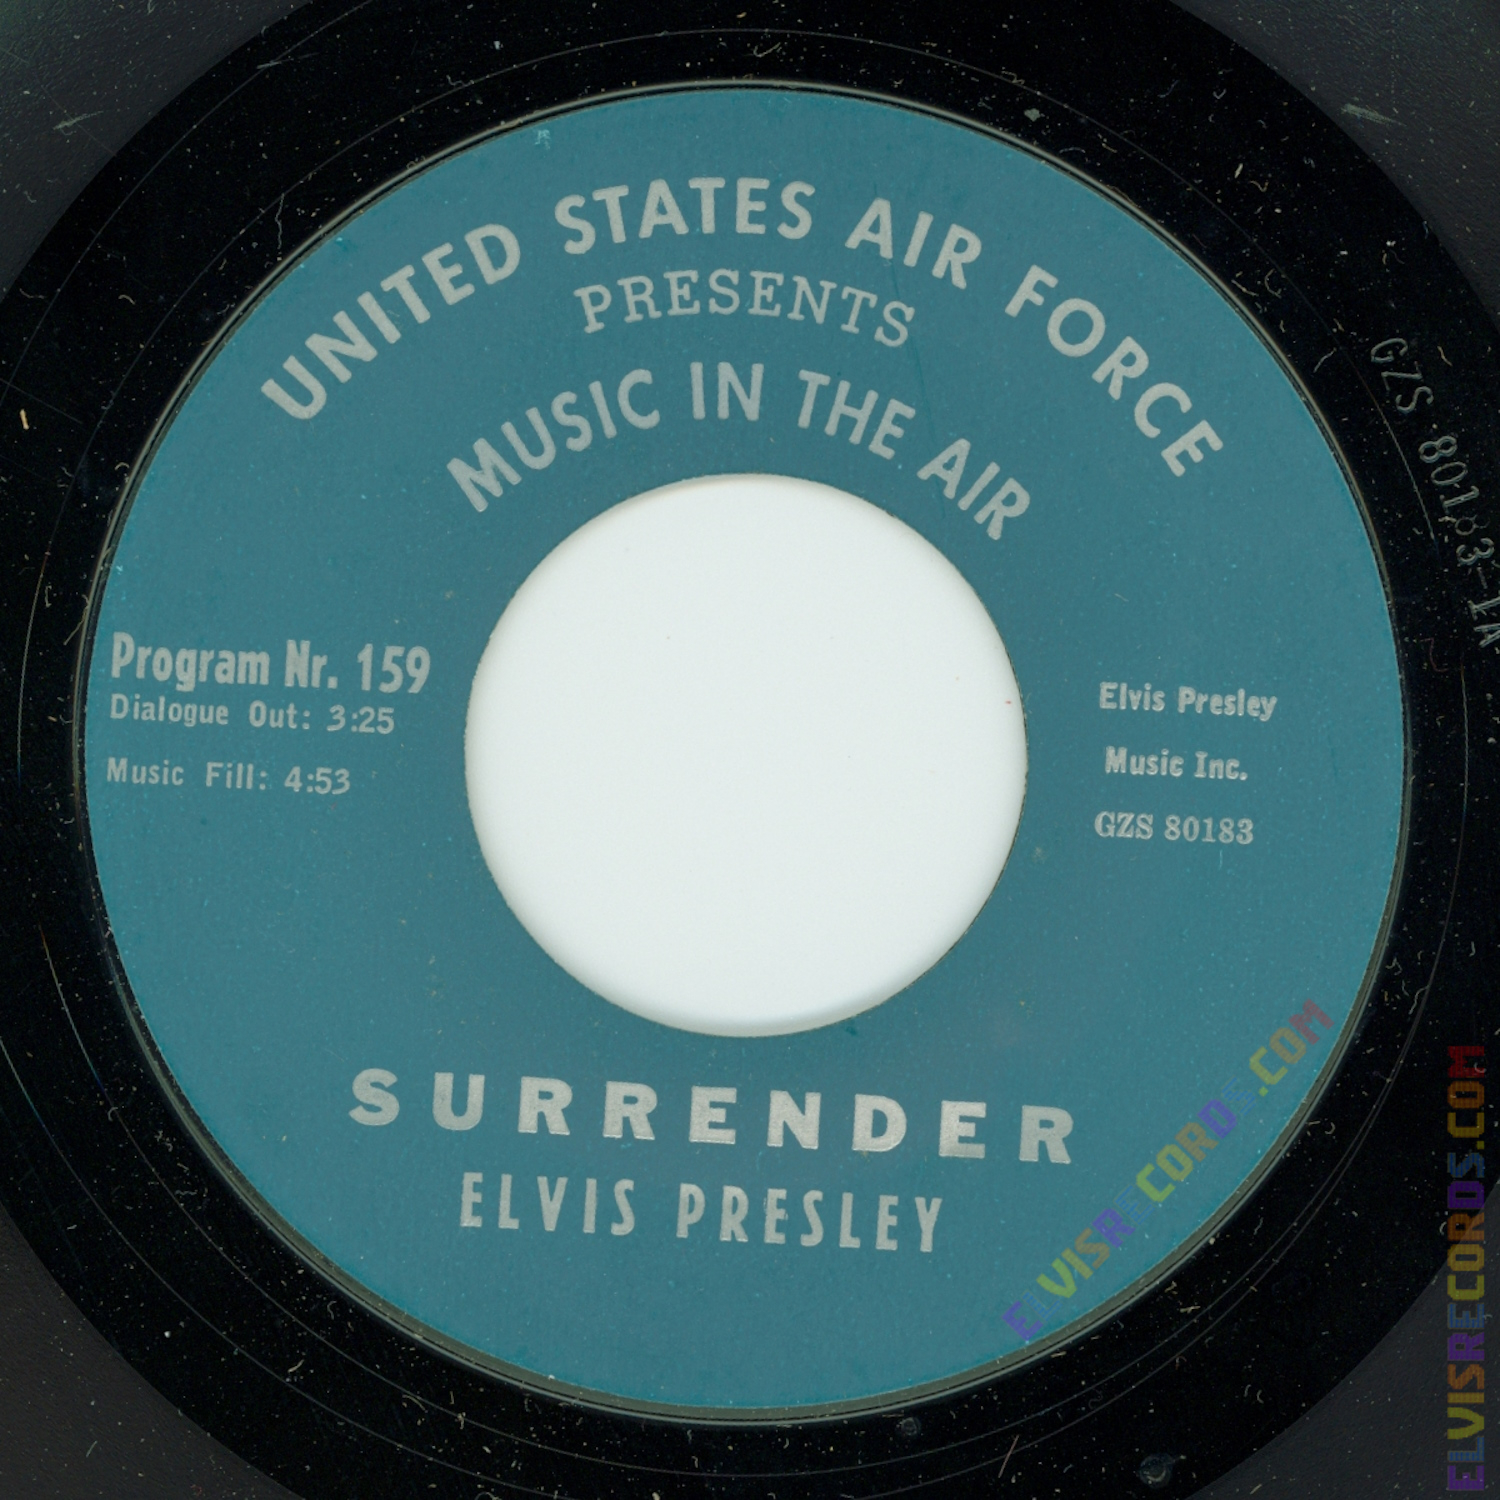 UNITED STATES AIR FORCE
PRESENTS
MUSIC IN THE AIR
Program Nr. 159
Dialogue Out: 3:25
Music Fill: 4:53
Elvis Presley
Music Inc.
GZS 80183
SURRENDER
ELVIS PRESLEY
GZS 80183-1A
ELVISRECORDS.COM
ELVISRECORDS.COM